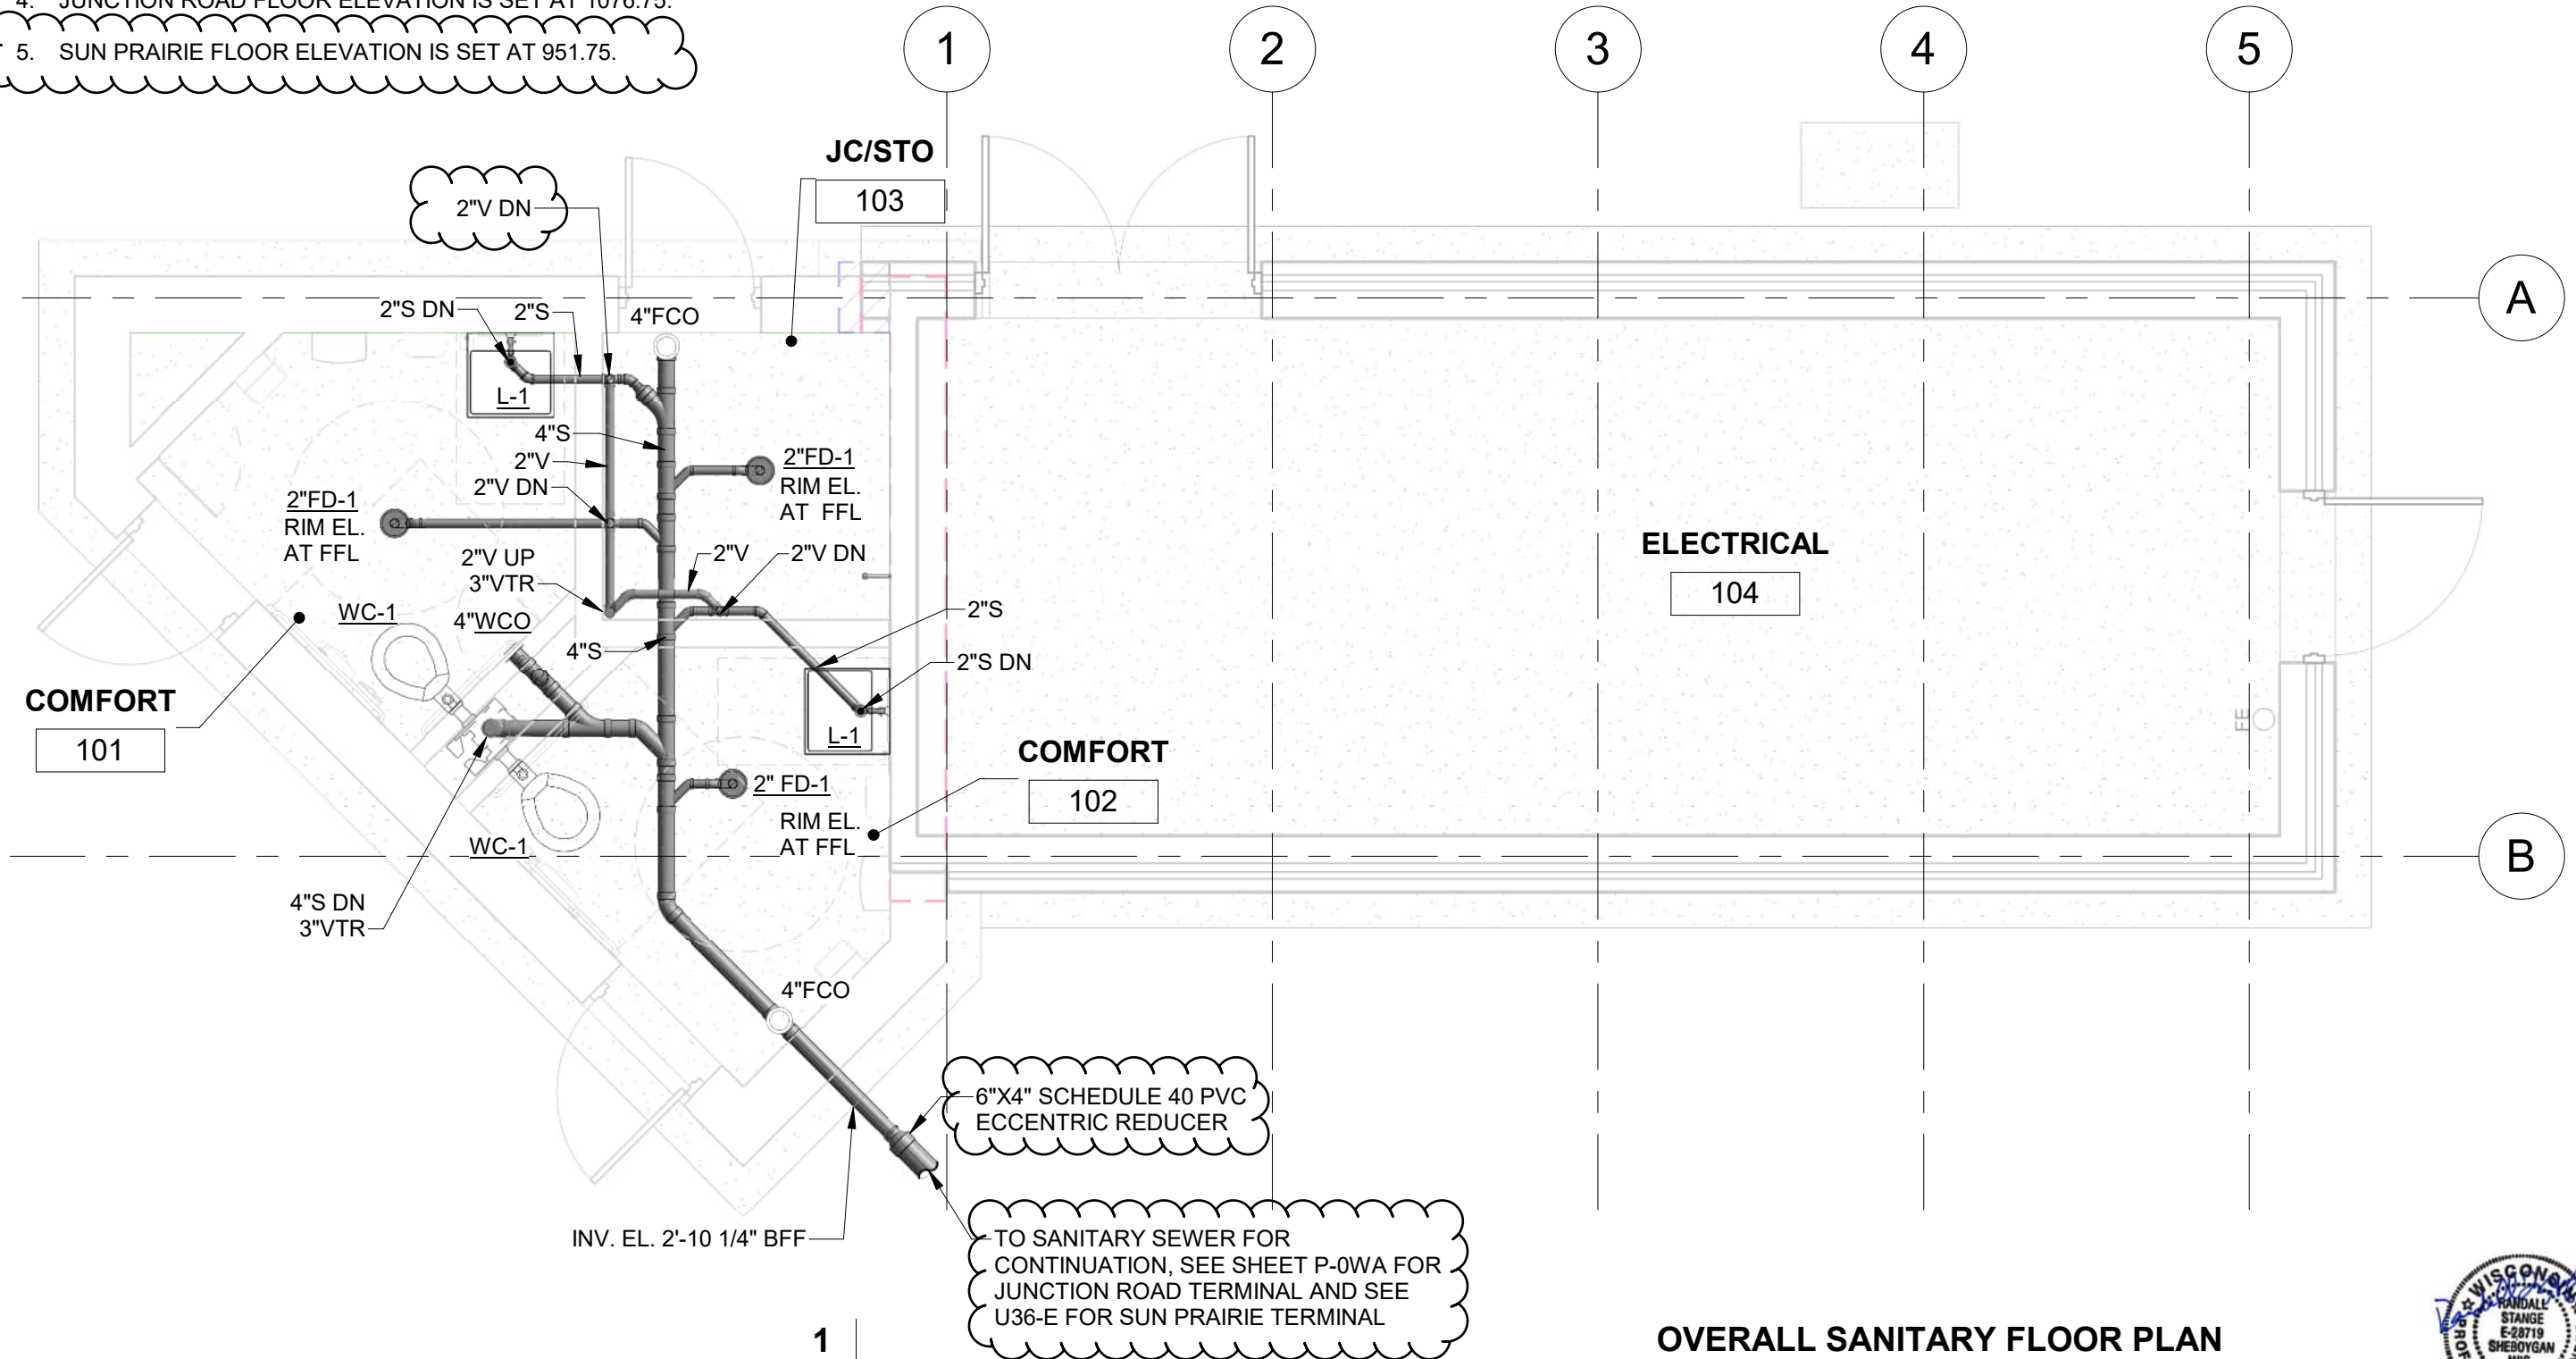 4. JUNCTION ROAD FLOOR ELEVATION IS SET AT 1076.75.
5. SUN PRAIRIE FLOOR ELEVATION IS SET AT 951.75.
1
2
3
4
5
JC/STO
103
2"V DN
A
2"S DN
2"S
4"FCO
L-1
4"S
2"V
2"V DN
2"FD-1
RIM EL.
AT FFL
2"FD-1
RIM EL.
AT FFL
2"V UP
3"VTR
2"V
2"V DN
ELECTRICAL
104
WC-1
4"WCO
4"S
2"S
2"S DN
COMFORT
101
L-1
FE
COMFORT
102
2" FD-1
RIM EL.
AT FFL
WC-1
B
4"S DN
3"VTR
4"FCO
6"X4" SCHEDULE 40 PVC
ECCENTRIC REDUCER
INV. EL. 2'-10 1/4" BFF
TO SANITARY SEWER FOR
CONTINUATION, SEE SHEET P-0WA FOR
JUNCTION ROAD TERMINAL AND SEE
U36-E FOR SUN PRAIRIE TERMINAL
1
OVERALL SANITARY FLOOR PLAN
WISCONSIN
RANDALL
STANGE
E-28719
SHEBOYGAN